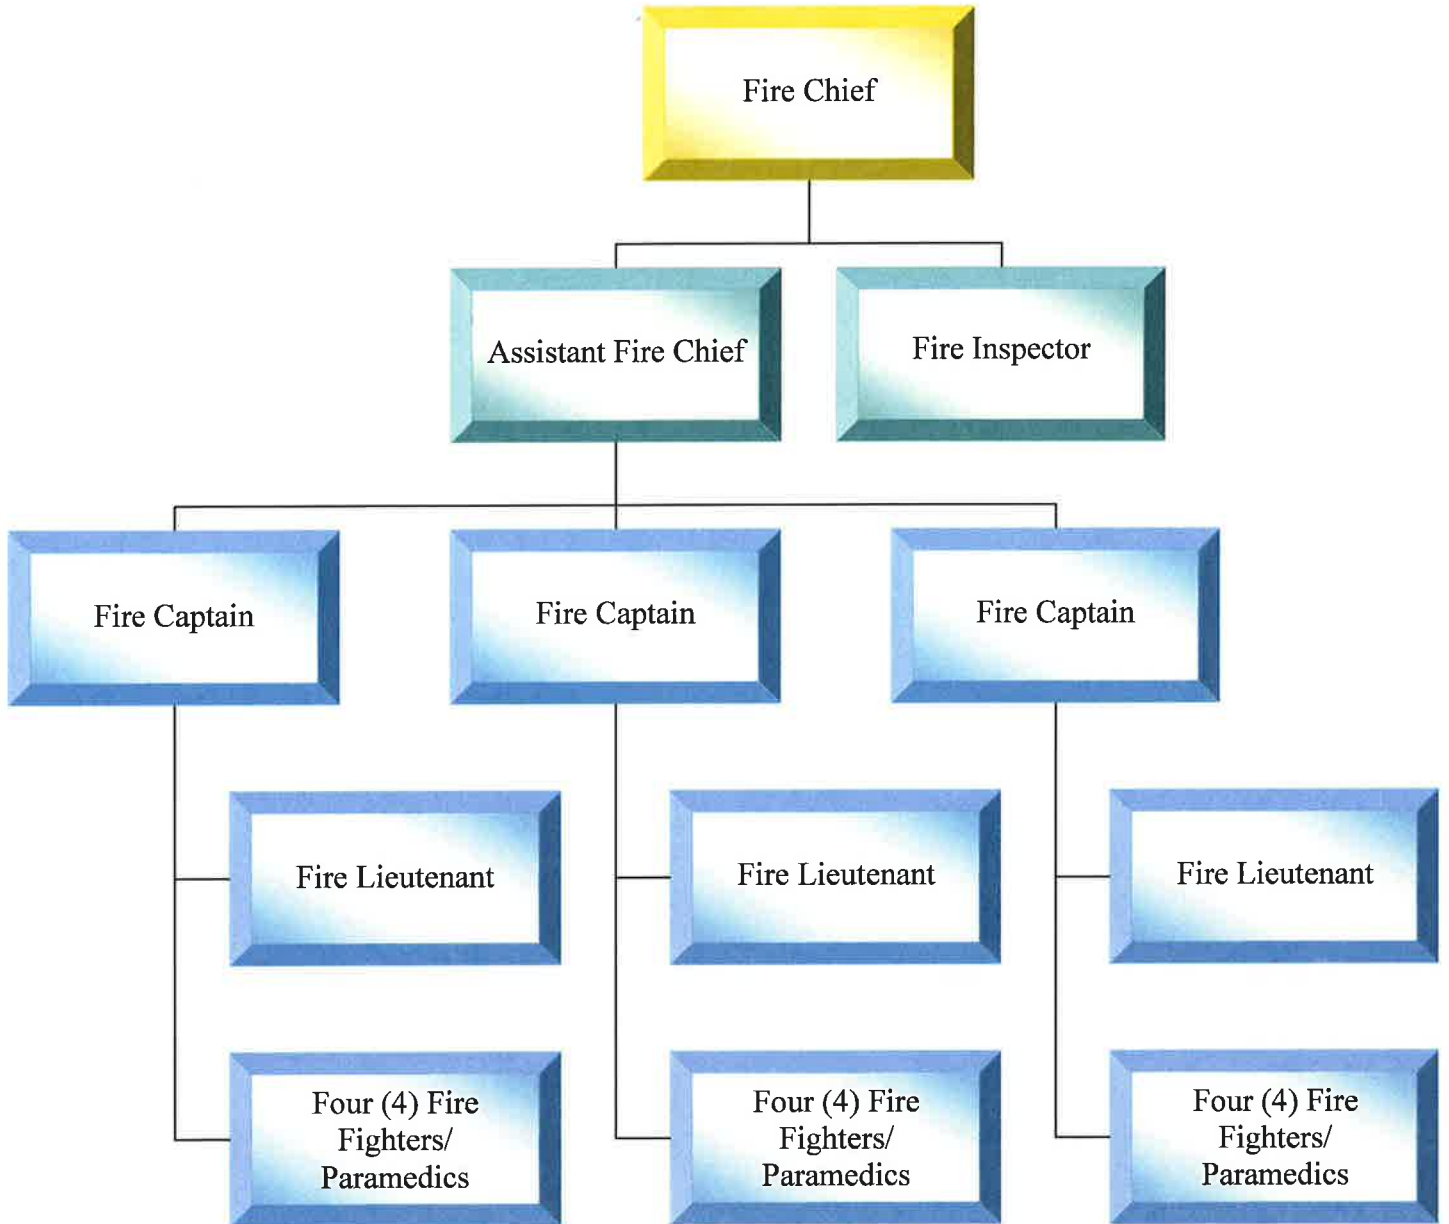 Fire Chief
Assistant Fire Chief
Fire Inspector
Fire Captain
Fire Captain
Fire Captain
Fire Lieutenant
Fire Lieutenant
Fire Lieutenant
Four (4) Fire
Fighters/
Paramedics
Four (4) Fire
Fighters/
Paramedics
Four (4) Fire
Fighters/
Paramedics